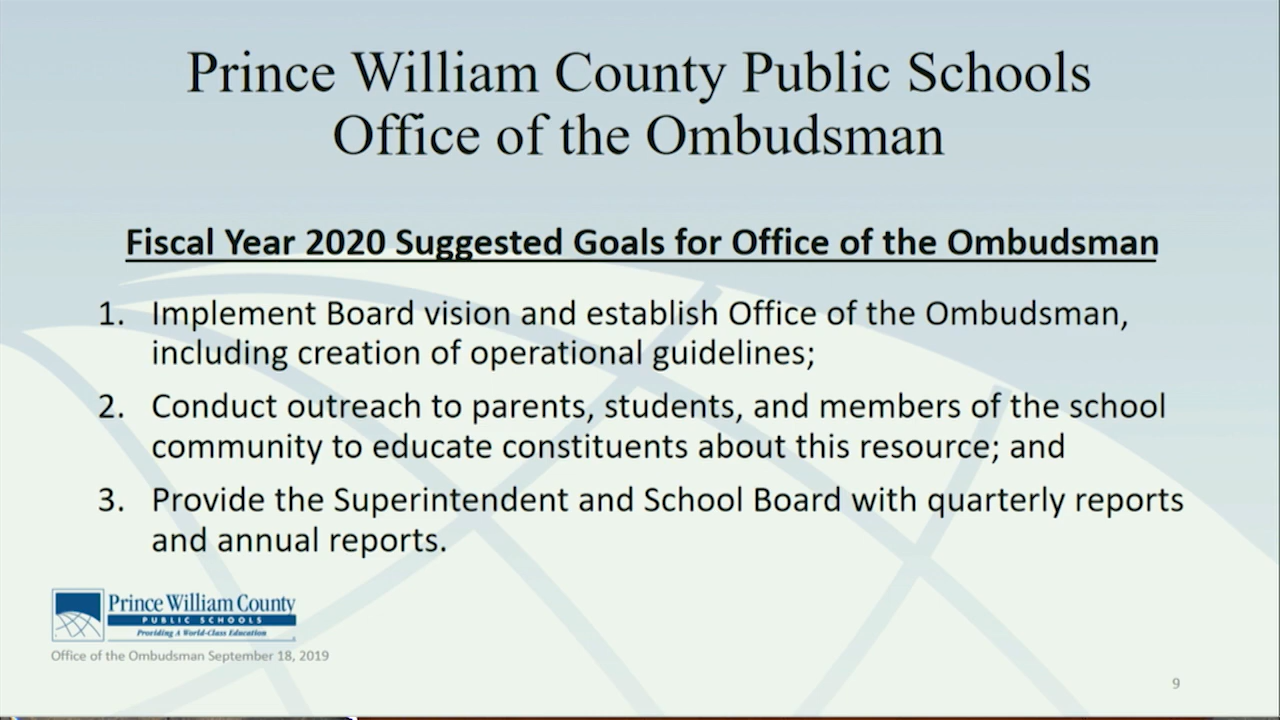 Prince William County Public Schools
Office of the Ombudsman
Fiscal Year 2020 Suggested Goals for Office of the Ombudsman
1. Implement Board vision and establish Office of the Ombudsman,
including creation of operational guidelines;
2. Conduct outreach to parents, students, and members of the school
community to educate constituents about this resource; and
3. Provide the Superintendent and School Board with quarterly reports
and annual reports.
Prince William County
PUBLIC SCHOOLS
Providing A World-Class Education
Office of the Ombudsman September 18, 2019
9